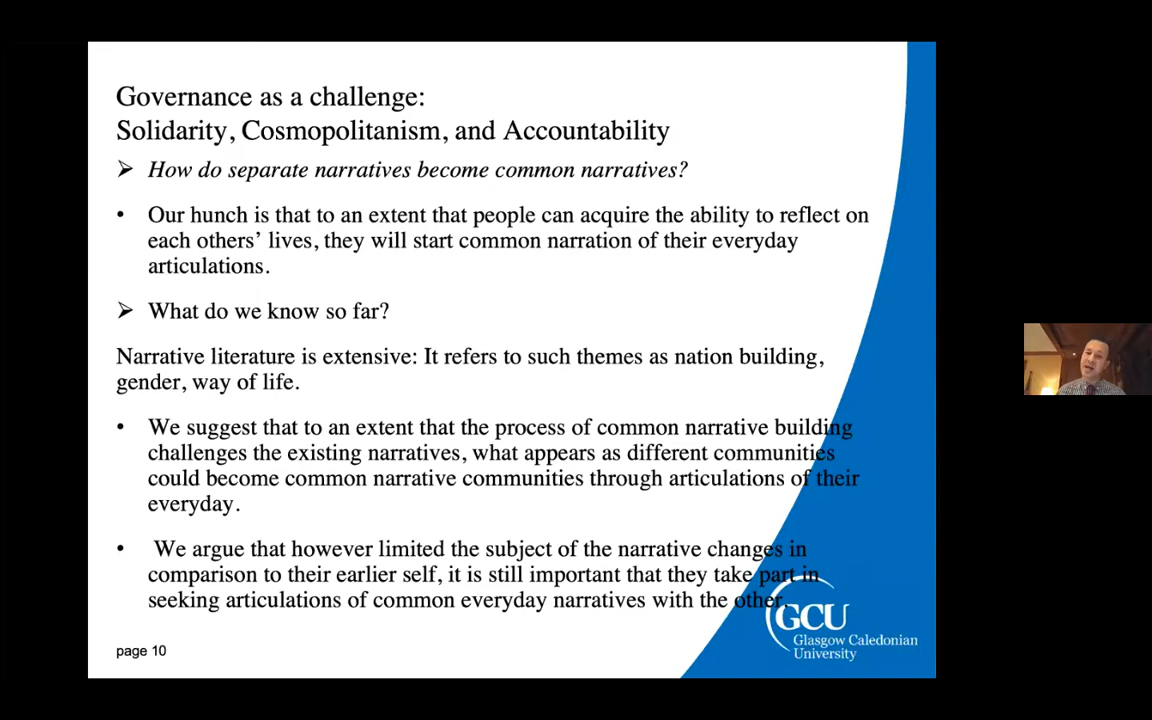 Governance as a challenge:
Solidarity, Cosmopolitanism, and Accountability
➢ How do separate narratives become common narratives?
• Our hunch is that to an extent that people can acquire the ability to reflect on
each others’ lives, they will start common narration of their everyday
articulations.
➢ What do we know so far?
Narrative literature is extensive: It refers to such themes as nation building,
gender, way of life.
• We suggest that to an extent that the process of common narrative building
challenges the existing narratives, what appears as different communities
could become common narrative communities through articulations of their
everyday.
• We argue that however limited the subject of the narrative changes in
comparison to their earlier self, it is still important that they take part in
seeking articulations of common everyday narratives with the other.
GCU
Glasgow Caledonian
University
page 10